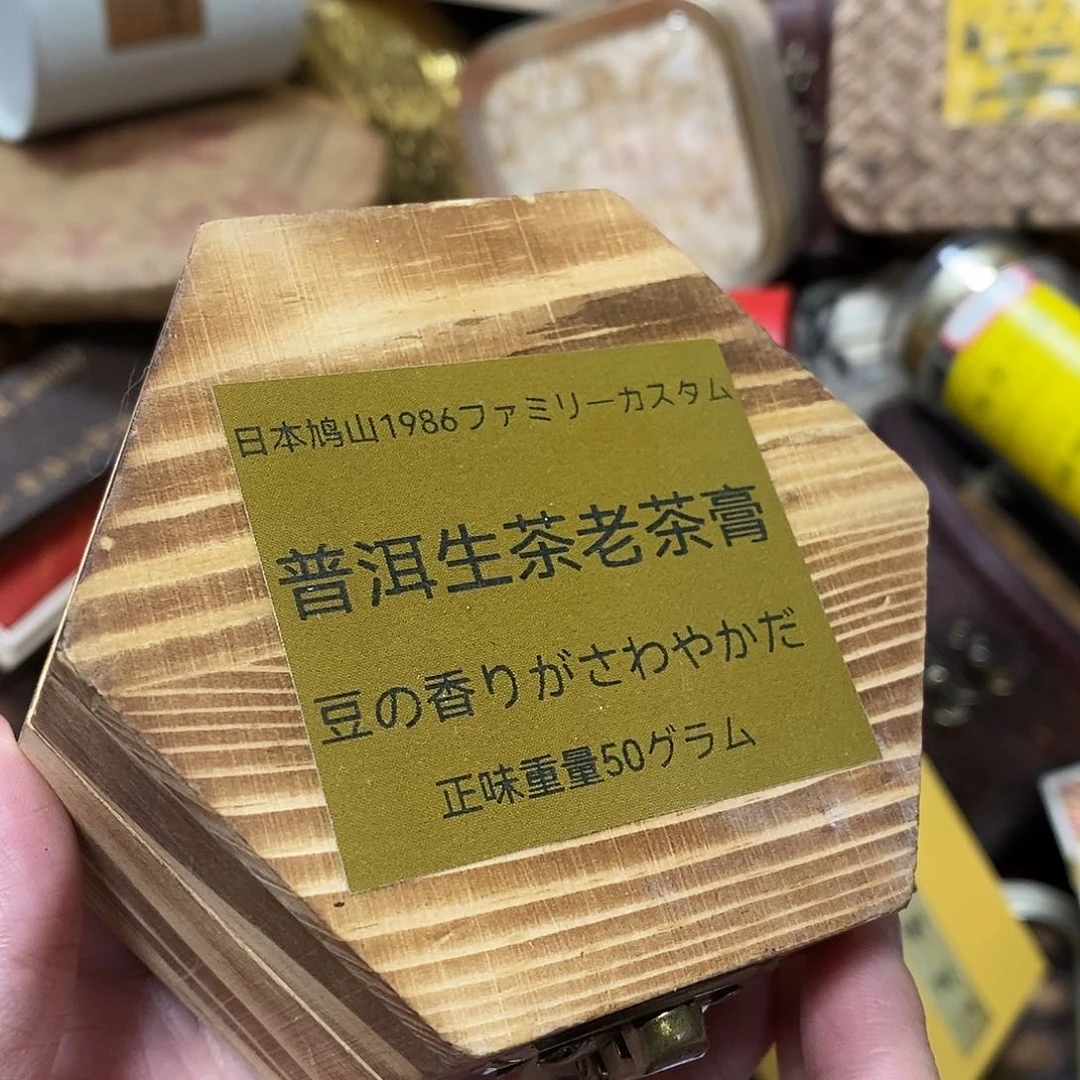 日本鳩山1986ファミリーカスタム
普洱生茶老茶膏
豆の香りがさわやかだ
正味重量50グラム